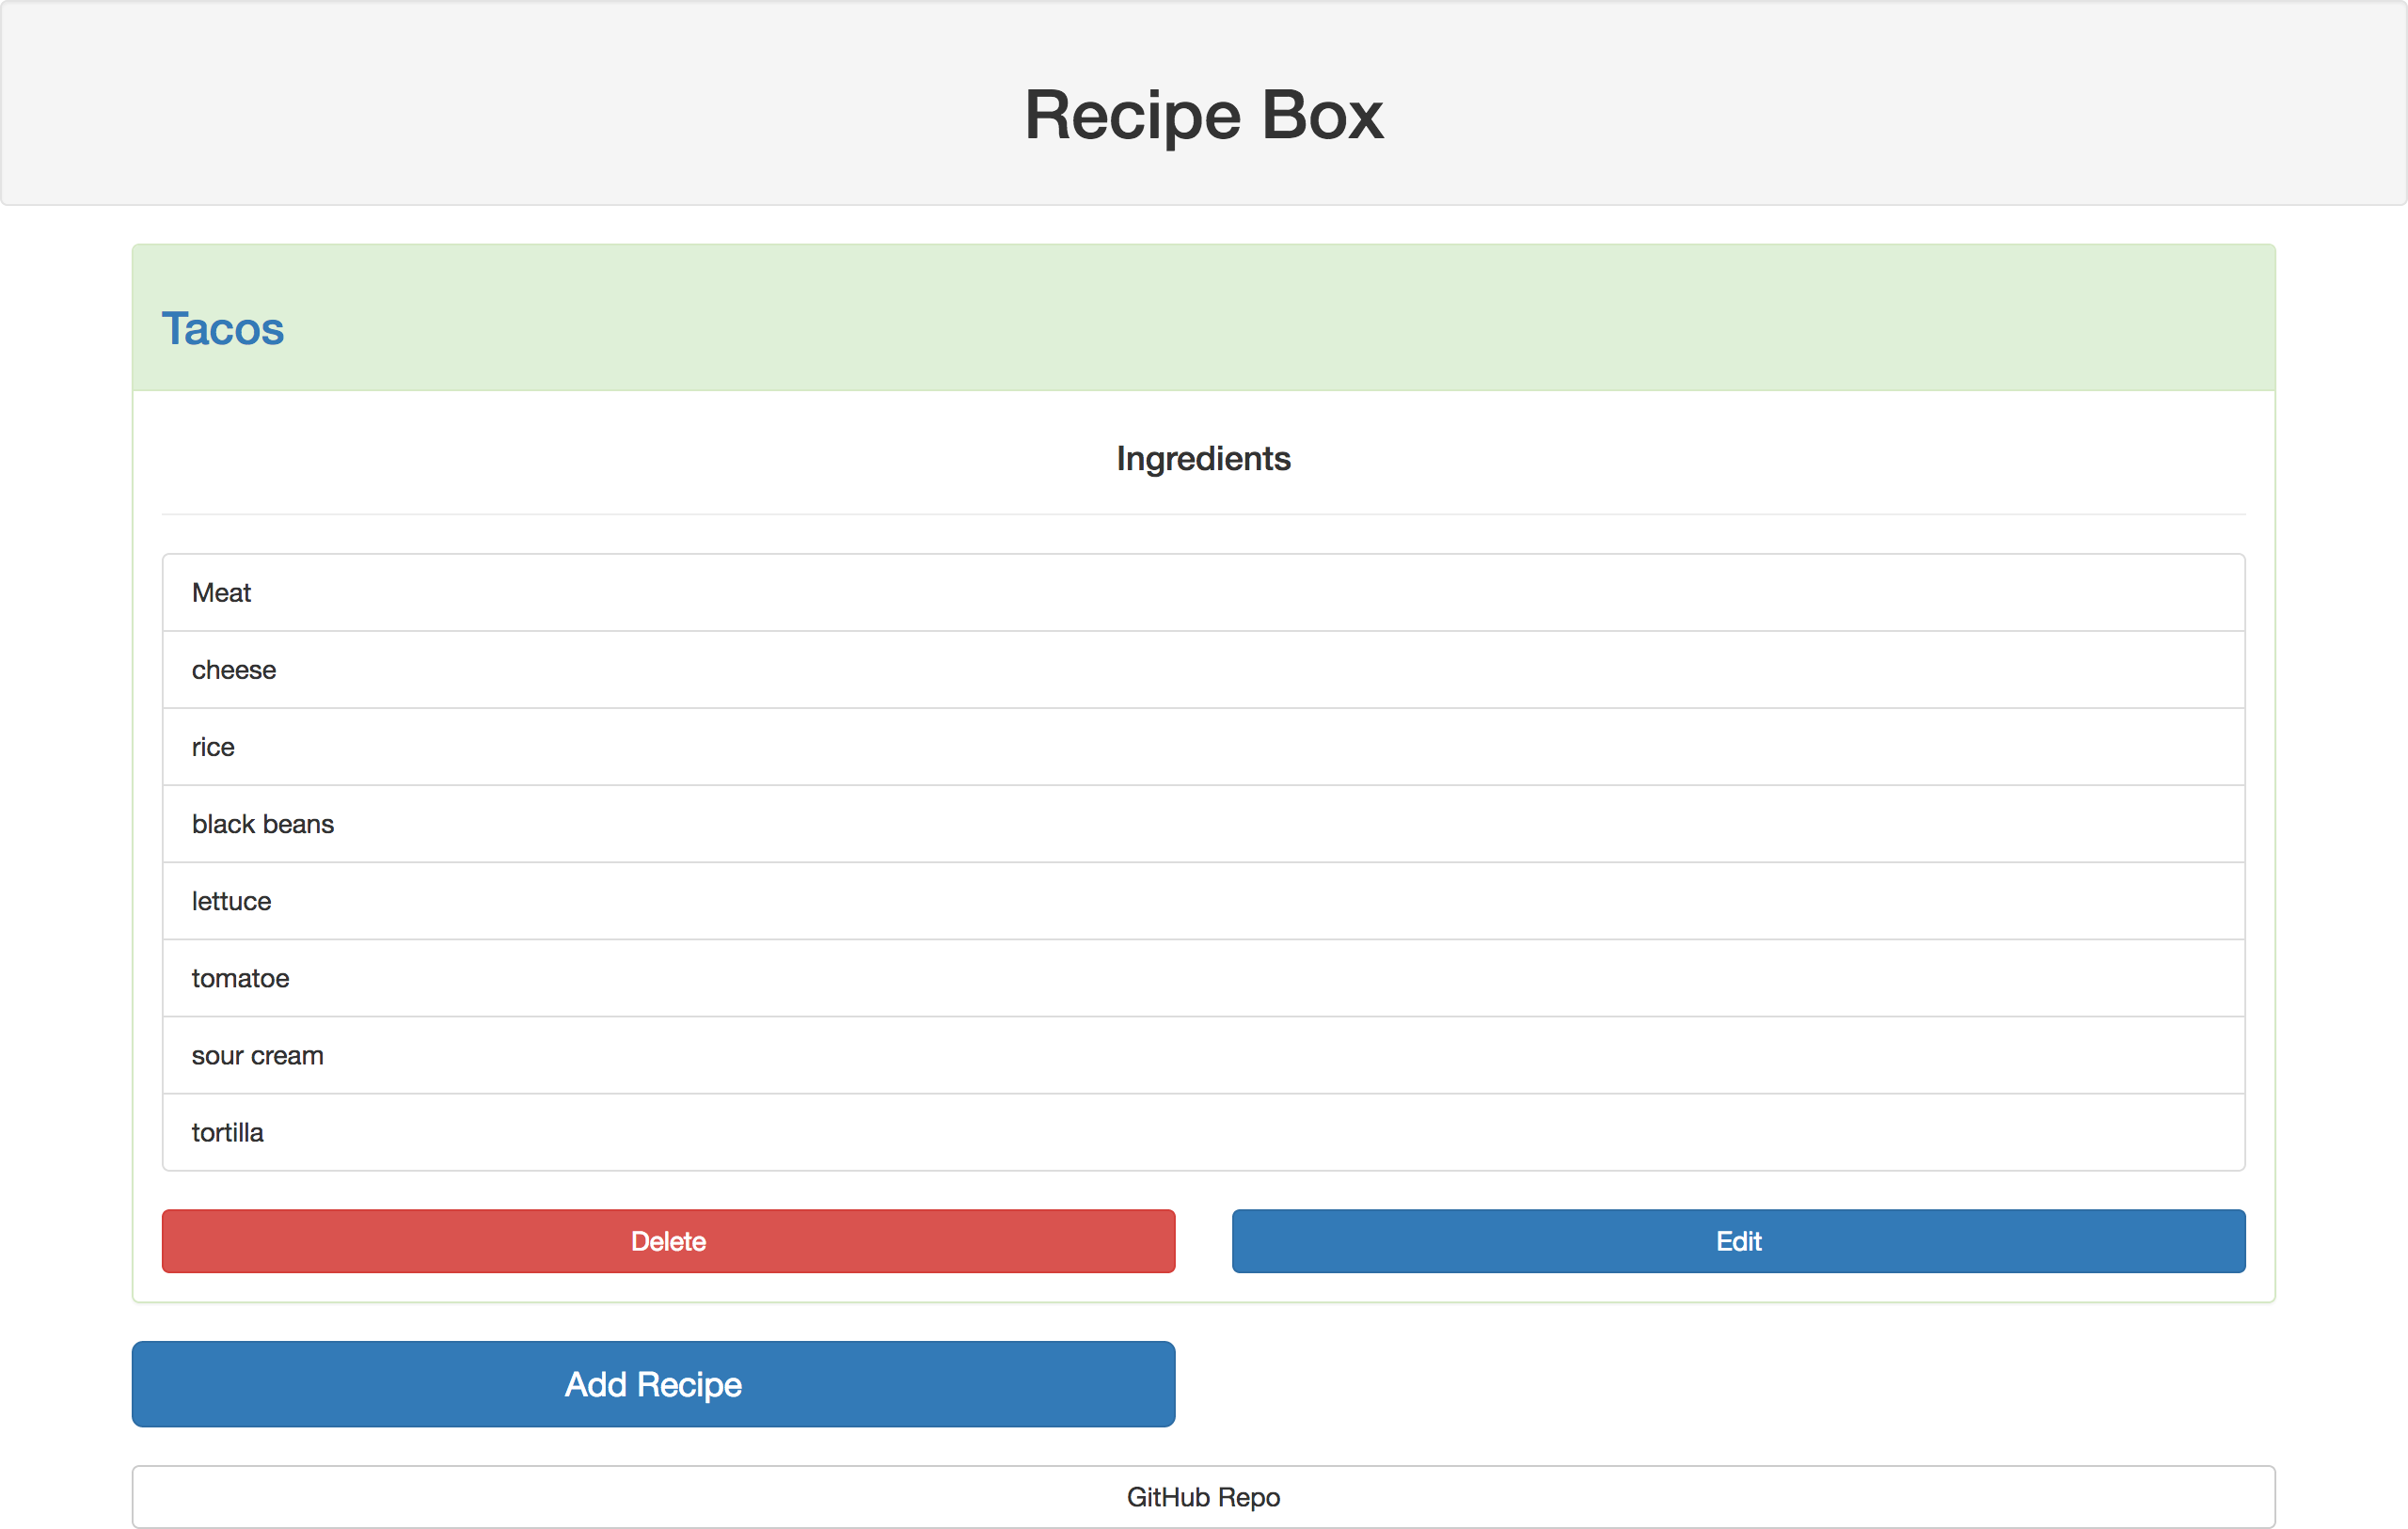 Recipe Box
Tacos
Ingredients
Meat
cheese
rice
black beans
lettuce
tomatoe
sour cream
tortilla
Delete Edit
Add Recipe
GitHub Repo